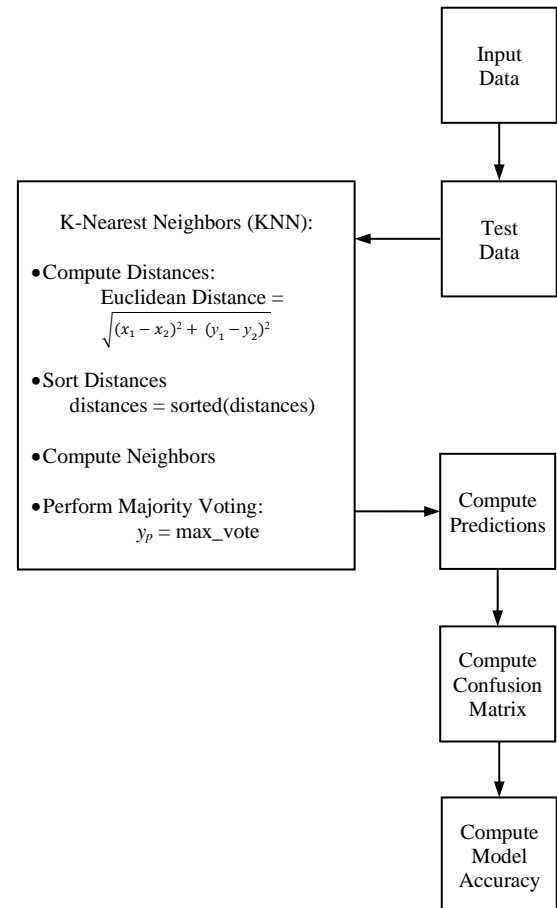 Input
Data
Test
Data
K-Nearest Neighbors (KNN):
•Compute Distances:
Euclidean Distance =
√(x₁ − x₂)² + (y₁ − y₂)²
•Sort Distances
distances = sorted(distances)
•Compute Neighbors
•Perform Majority Voting:
yₚ = max_vote
Compute
Predictions
Compute
Confusion
Matrix
Compute
Model
Accuracy